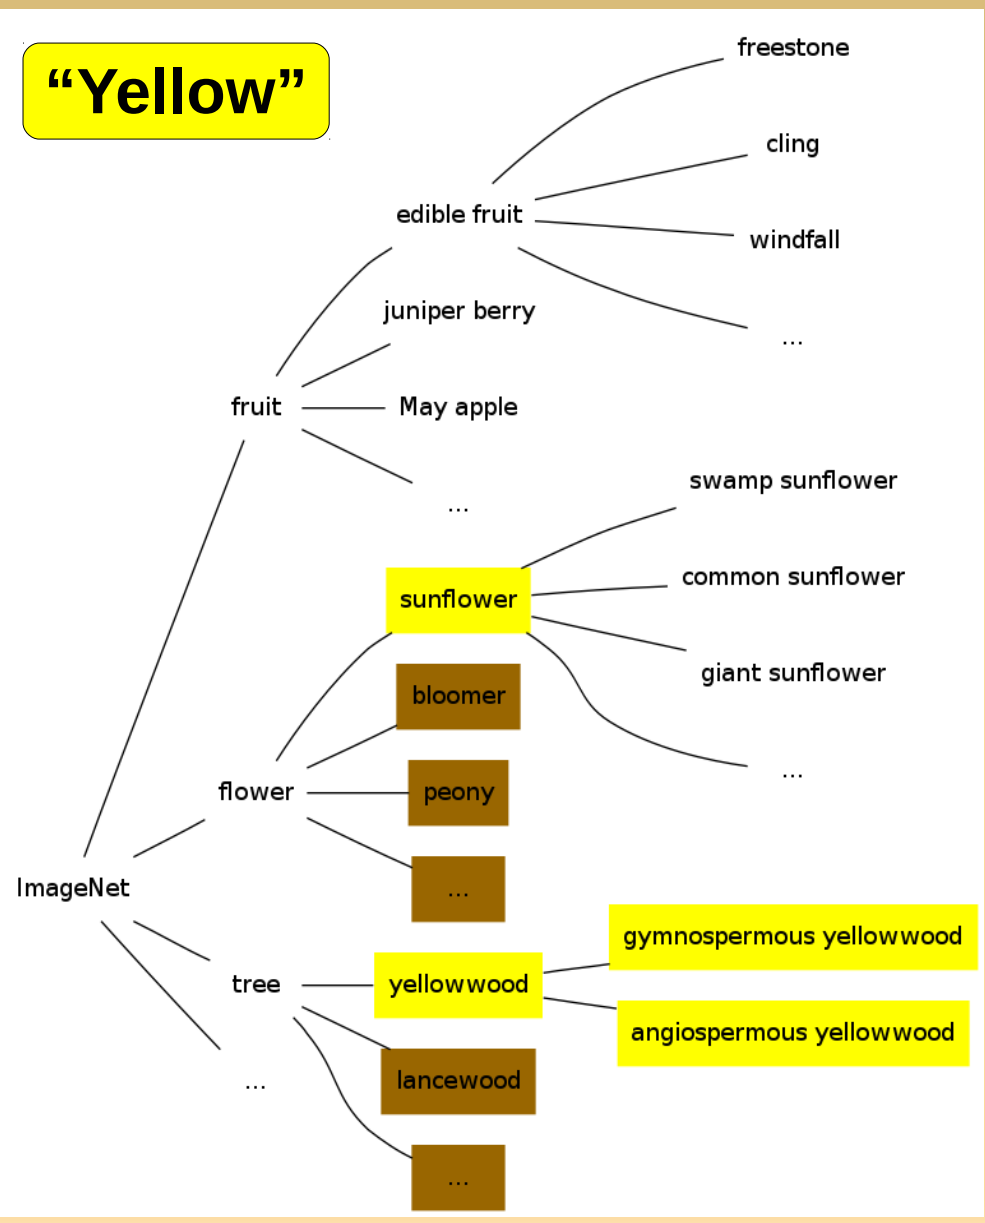 “Yellow”
freestone
cling
edible fruit
windfall
juniper berry
...
fruit
May apple
swamp sunflower
...
common sunflower
sunflower
giant sunflower
bloomer
...
flower
peony
ImageNet
...
gymnospermous yellowwood
tree
yellowwood
angiospermous yellowwood
...
lancewood
...